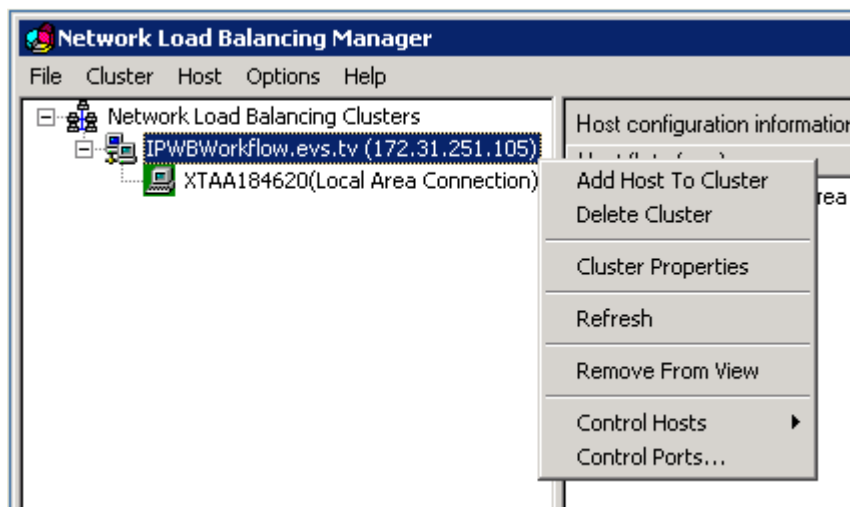 Network Load Balancing Manager
File Cluster Host Options Help
Network Load Balancing Clusters
IPWBWorkflow.evs.tv (172.31.251.105)
XTAA184620(Local Area Connection)
Host configuration information
Add Host To Cluster
Delete Cluster
Cluster Properties
Refresh
Remove From View
Control Hosts
Control Ports...